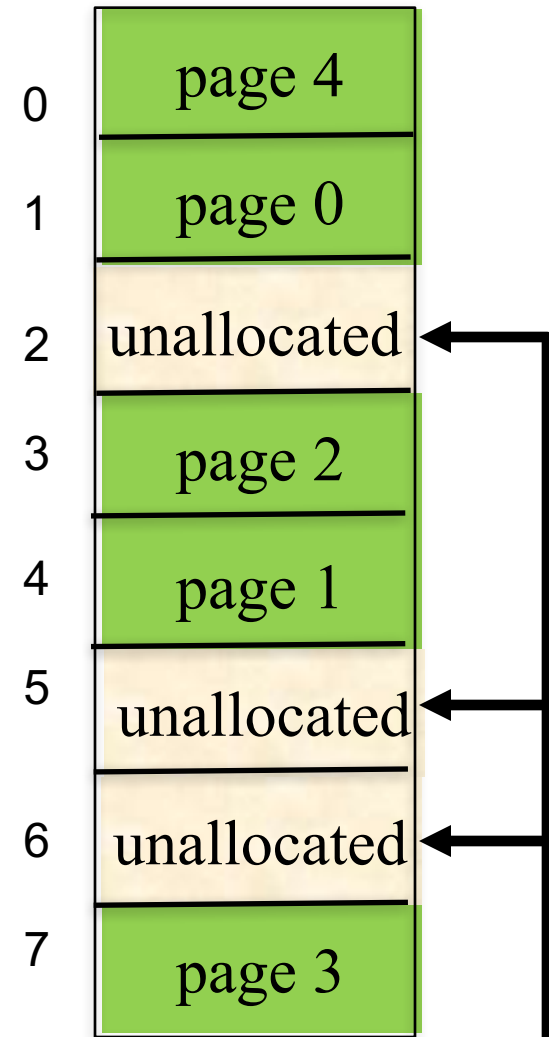 0 page 4
1 page 0
2 unallocated
3 page 2
4 page 1
5 unallocated
6 unallocated
7 page 3